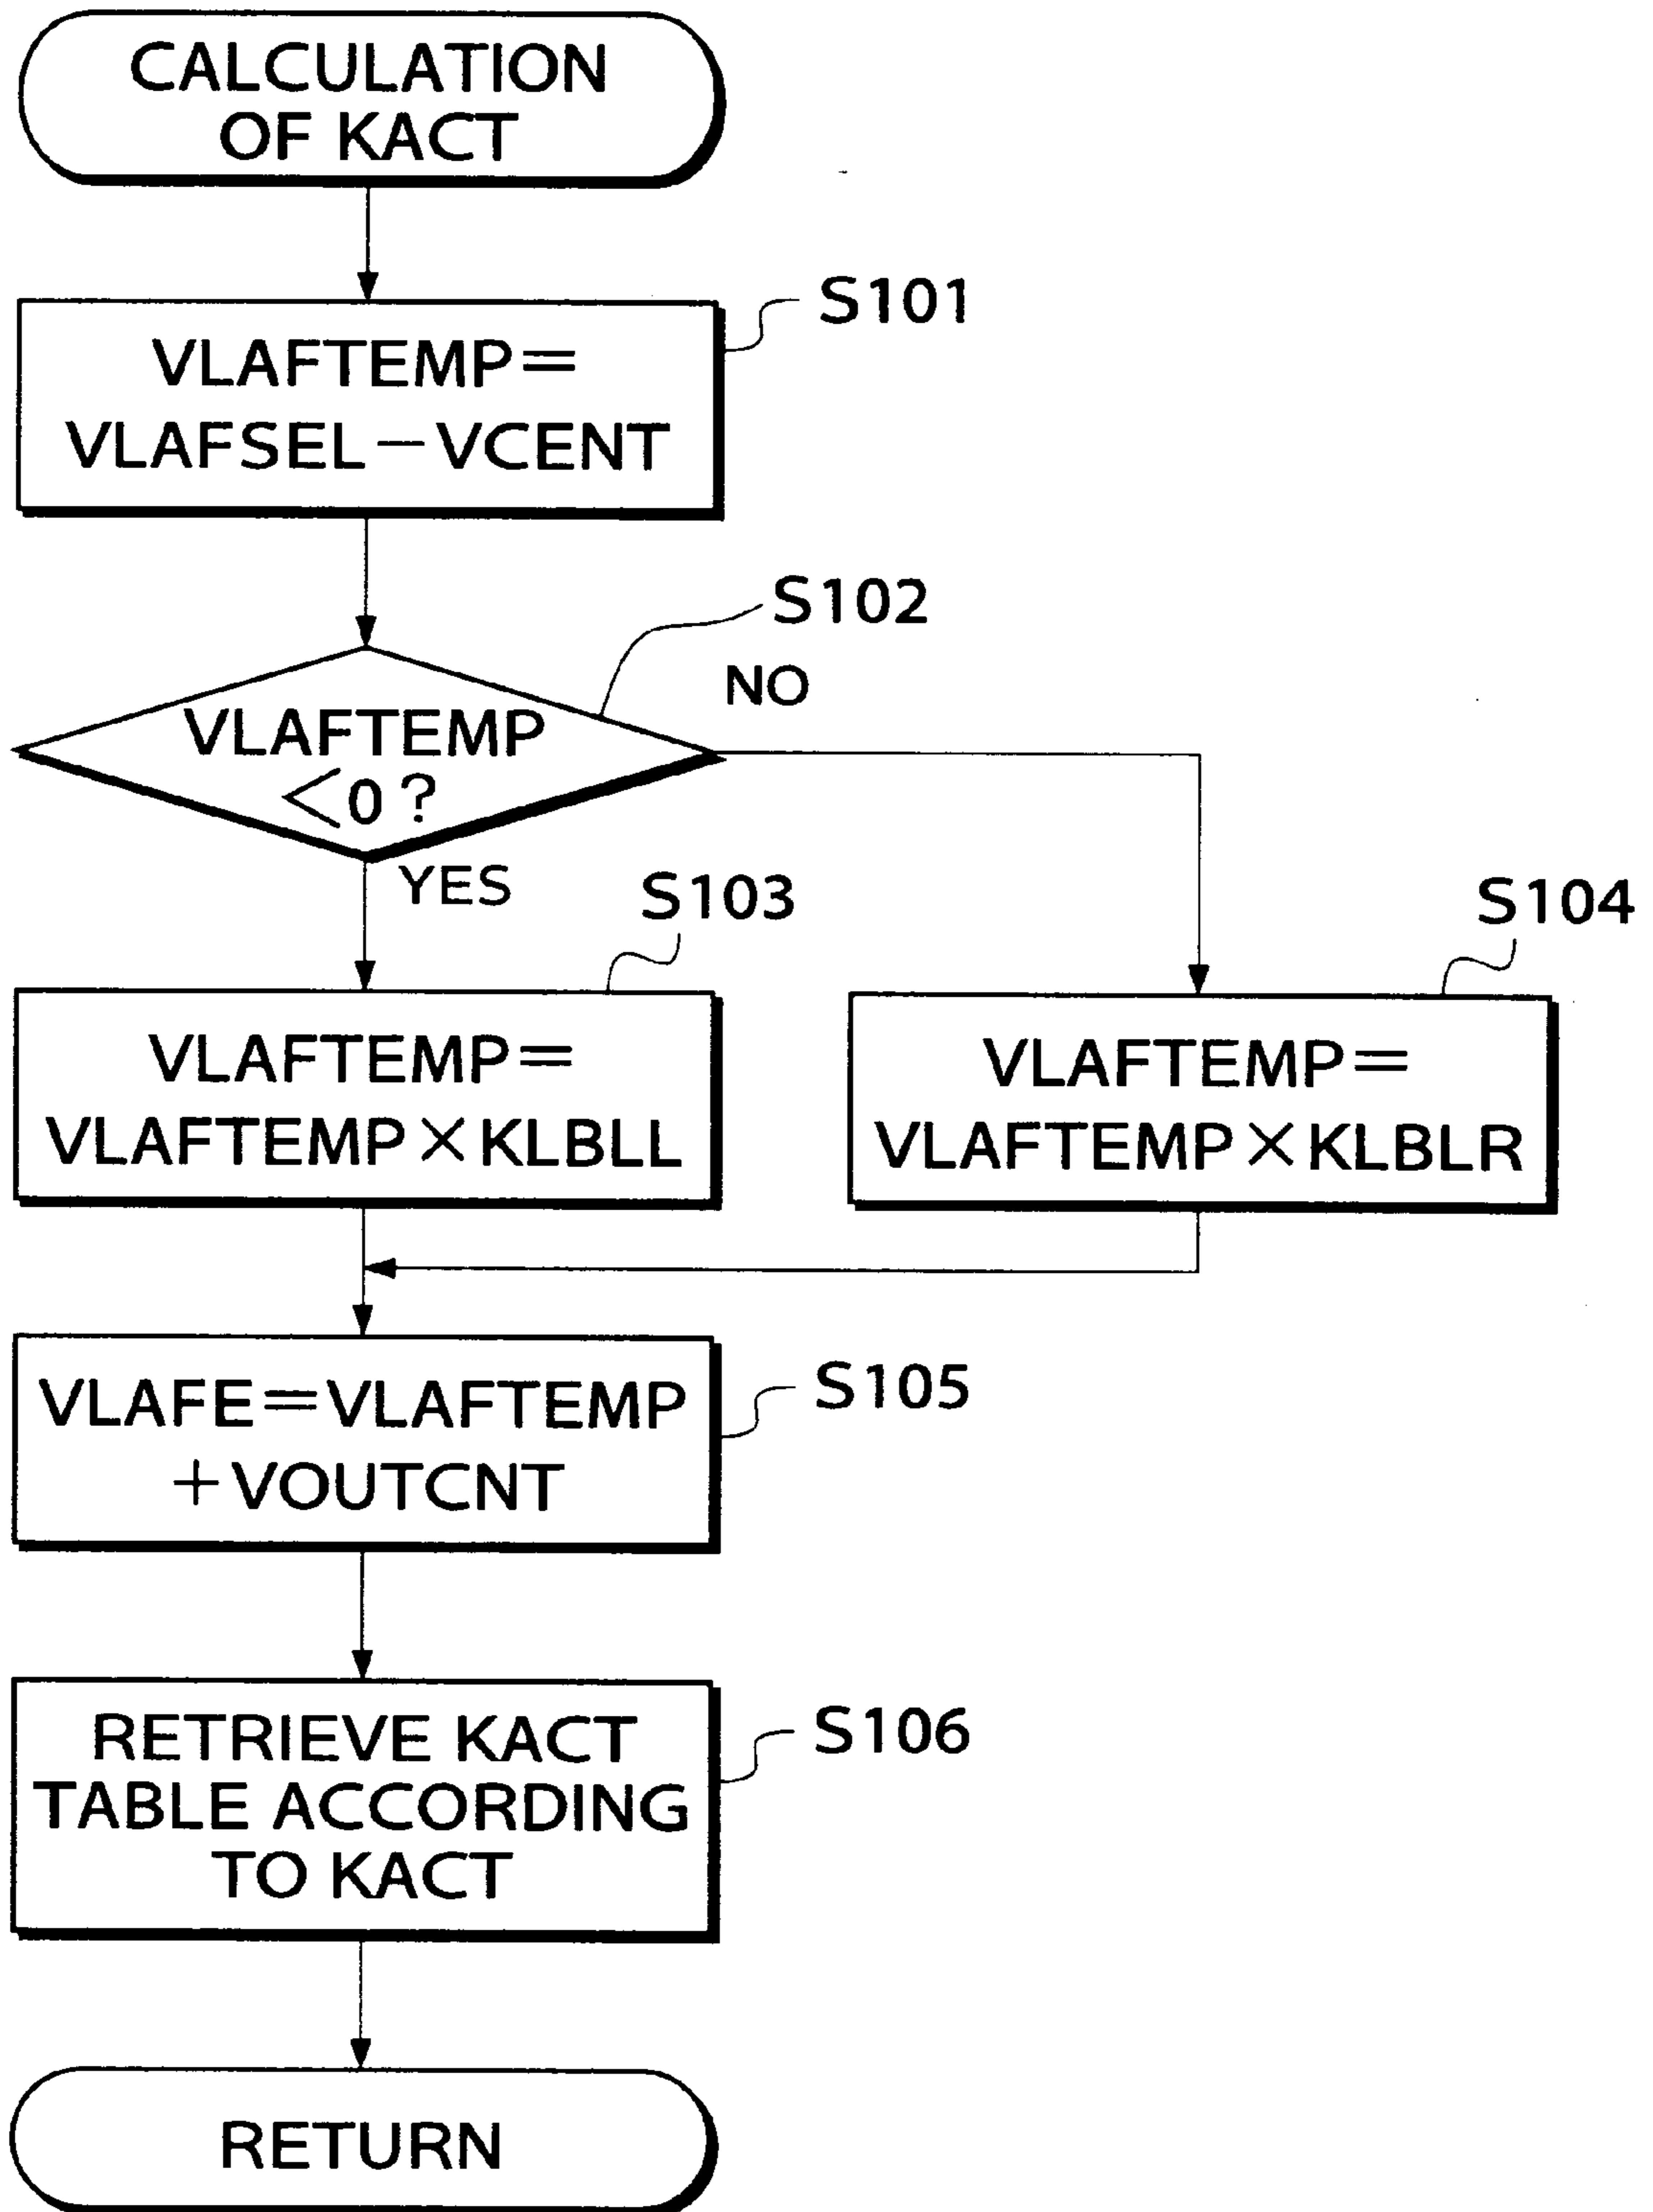 CALCULATION
OF KACT
S101
VLAFTEMP=
VLAFSEL-VCENT
S102
NO
VLAFTEMP
<0?
YES
S103
S104
VLAFTEMP=
VLAFTEMP×KLBLL
VLAFTEMP=
VLAFTEMP×KLBLR
VLAFE=VLAFTEMP
+VOUTCNT
S105
RETRIEVE KACT
TABLE ACCORDING
TO KACT
S106
RETURN